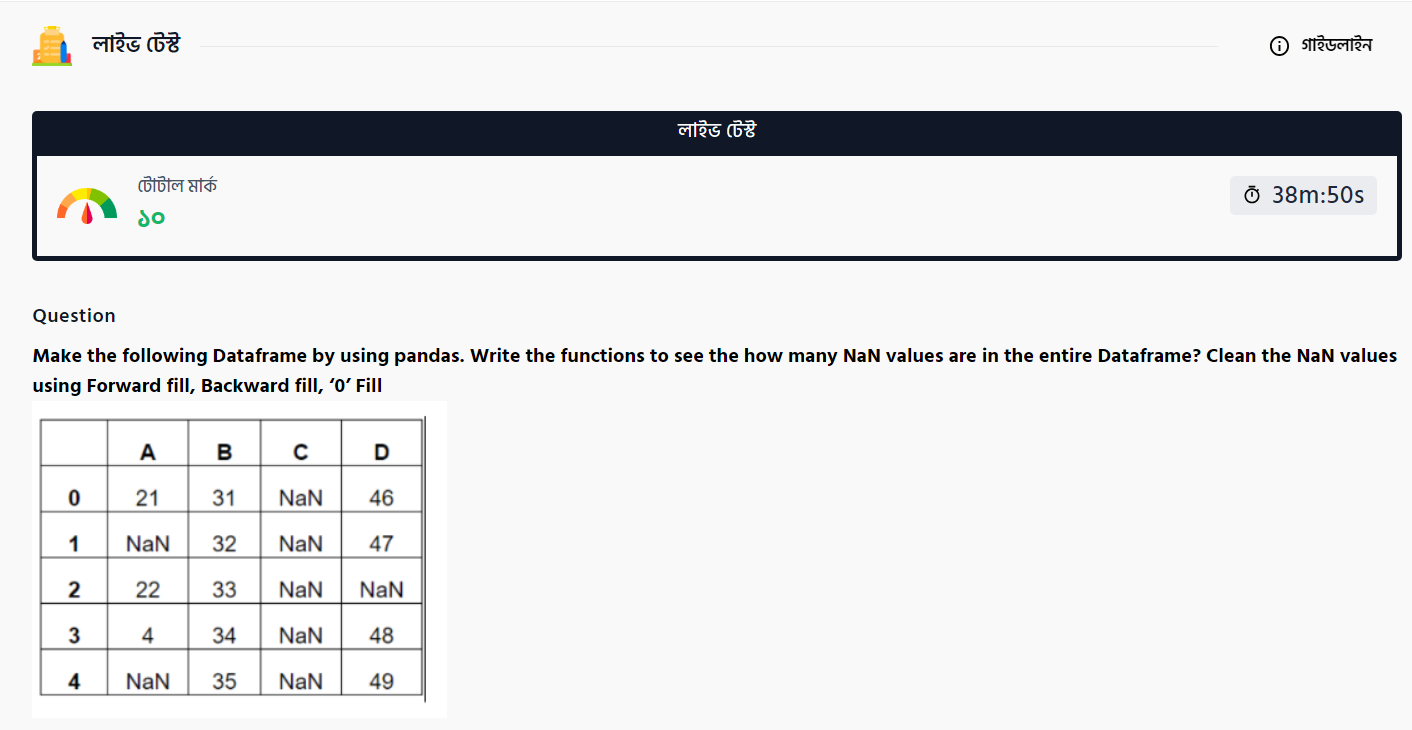 লাইভ টেস্ট
গাইডলাইন
লাইভ টেস্ট
টোটাল মার্ক
১০
38m:50s
Question
Make the following Dataframe by using pandas. Write the functions to see the how many NaN values are in the entire Dataframe? Clean the NaN values
using Forward fill, Backward fill, ‘0’ Fill
A B C D
0 21 31 NaN 46
1 NaN 32 NaN 47
2 22 33 NaN NaN
3 4 34 NaN 48
4 NaN 35 NaN 49